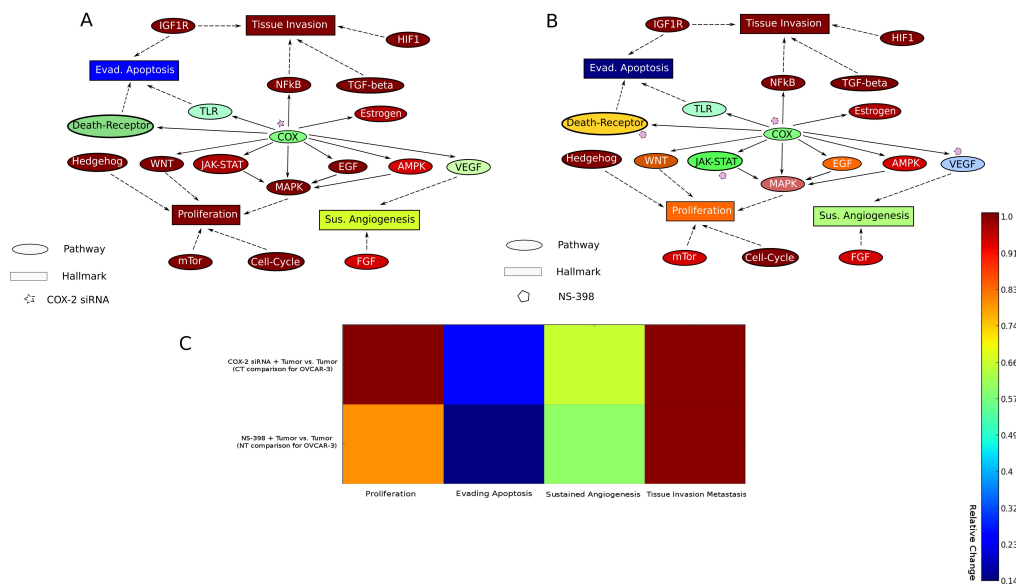 A
IGF1R
Tissue Invasion
HIF1
Evad. Apoptosis
NFkB
TGF-beta
TLR
Estrogen
Death-Receptor
COX
Hedgehog
WNT
JAK-STAT
EGF
AMPK
VEGF
MAPK
Proliferation
Sus. Angiogenesis
mTor
Cell-Cycle
FGF
Pathway
Hallmark
COX-2 siRNA
B
IGF1R
Tissue Invasion
HIF1
Evad. Apoptosis
NFkB
TGF-beta
TLR
Estrogen
Death-Receptor
COX
Hedgehog
WNT
JAK-STAT
EGF
AMPK
VEGF
MAPK
Proliferation
Sus. Angiogenesis
mTor
Cell-Cycle
FGF
Pathway
Hallmark
NS-398
C
COX-2 siRNA + Tumor vs. Tumor
(CT comparison for OVCAR-3)
NS-398 + Tumor vs. Tumor
(NT comparison for OVCAR-3)
Proliferation
Evading Apoptosis
Sustained Angiogenesis
Tissue Invasion Metastasis
1.0
0.91
0.83
0.74
0.66
0.57
0.49
0.4
0.32
0.23
0.14
Relative Change